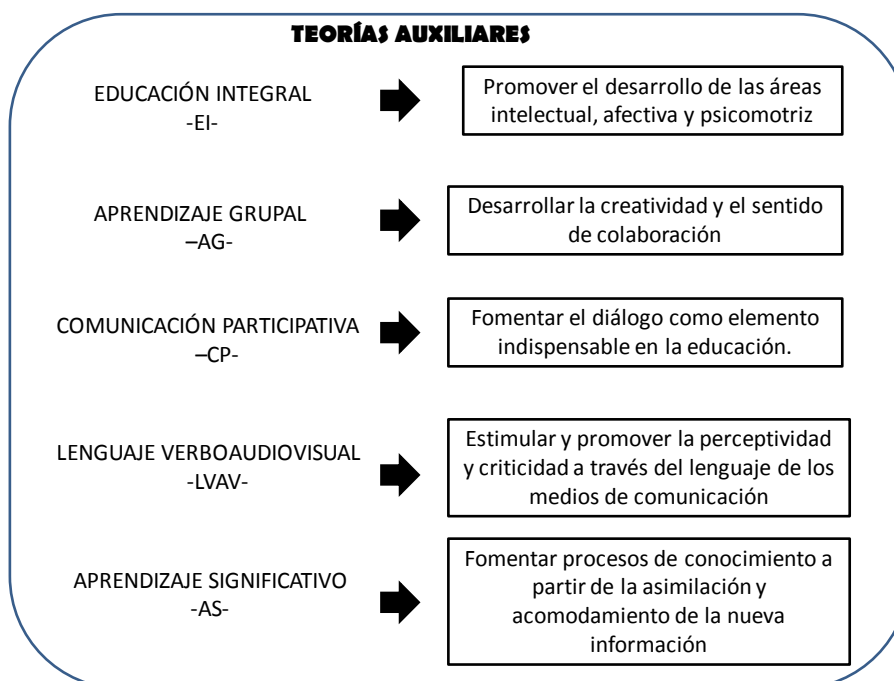 TEORÍAS AUXILIARES
EDUCACIÓN INTEGRAL
-EI-
Promover el desarrollo de las áreas
intelectual, afectiva y psicomotriz
APRENDIZAJE GRUPAL
–AG-
Desarrollar la creatividad y el sentido
de colaboración
COMUNICACIÓN PARTICIPATIVA
–CP-
Fomentar el diálogo como elemento
indispensable en la educación.
LENGUAJE VERBOAUDIOVISUAL
-LVAV-
Estimular y promover la perceptividad
y criticidad a través del lenguaje de los
medios de comunicación
APRENDIZAJE SIGNIFICATIVO
-AS-
Fomentar procesos de conocimiento a
partir de la asimilación y
acomodamiento de la nueva
información